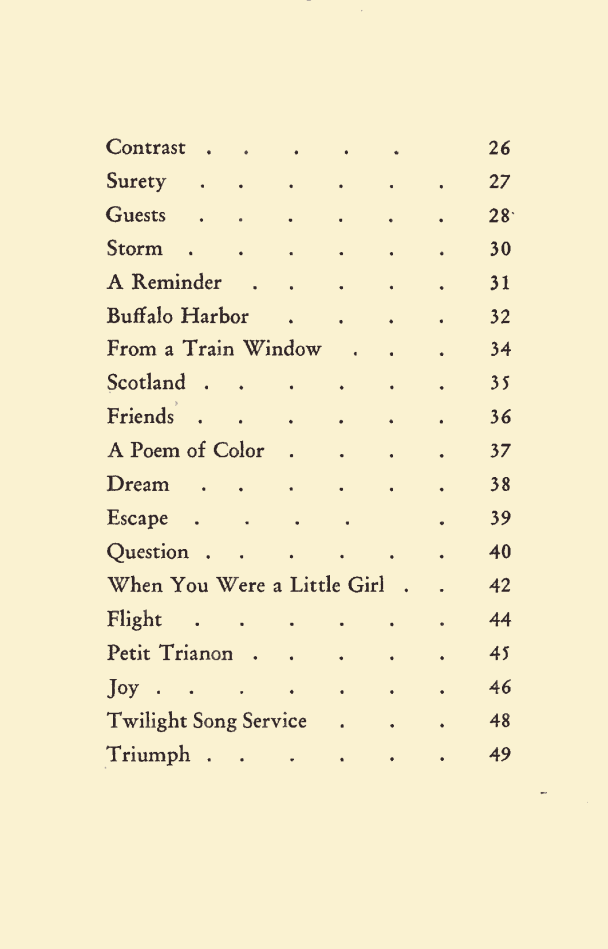 Contrast . . . . . 26
Surety . . . . . . 27
Guests . . . . . . 28
Storm . . . . . . 30
A Reminder . . . . . 31
Buffalo Harbor . . . . 32
From a Train Window . . . 34
Scotland . . . . . . 35
Friends . . . . . . 36
A Poem of Color . . . . 37
Dream . . . . . . 38
Escape . . . . . 39
Question . . . . . . 40
When You Were a Little Girl . . 42
Flight . . . . . . 44
Petit Trianon . . . . . 45
Joy . . . . . . . 46
Twilight Song Service . . . 48
Triumph . . . . . . 49